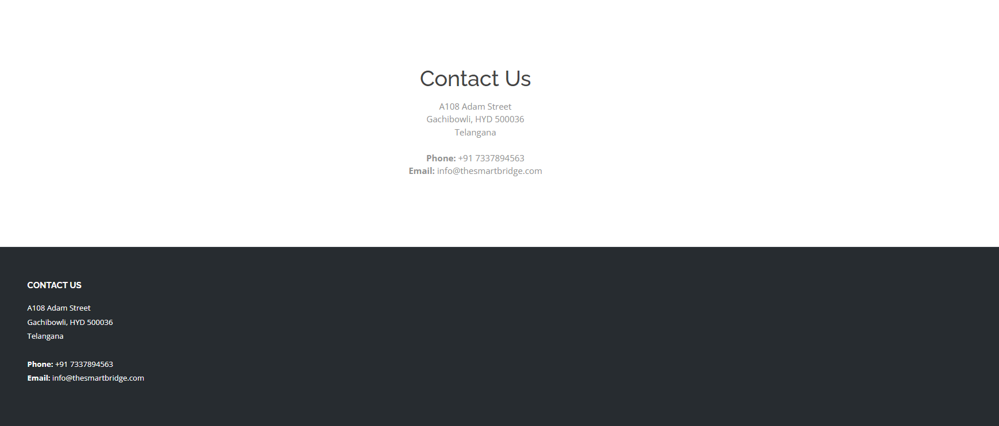 Contact Us
A108 Adam Street
Gachibowli, HYD 500036
Telangana
Phone: +91 7337894563
Email: info@thesmartbridge.com
CONTACT US
A108 Adam Street
Gachibowli, HYD 500036
Telangana
Phone: +91 7337894563
Email: info@thesmartbridge.com